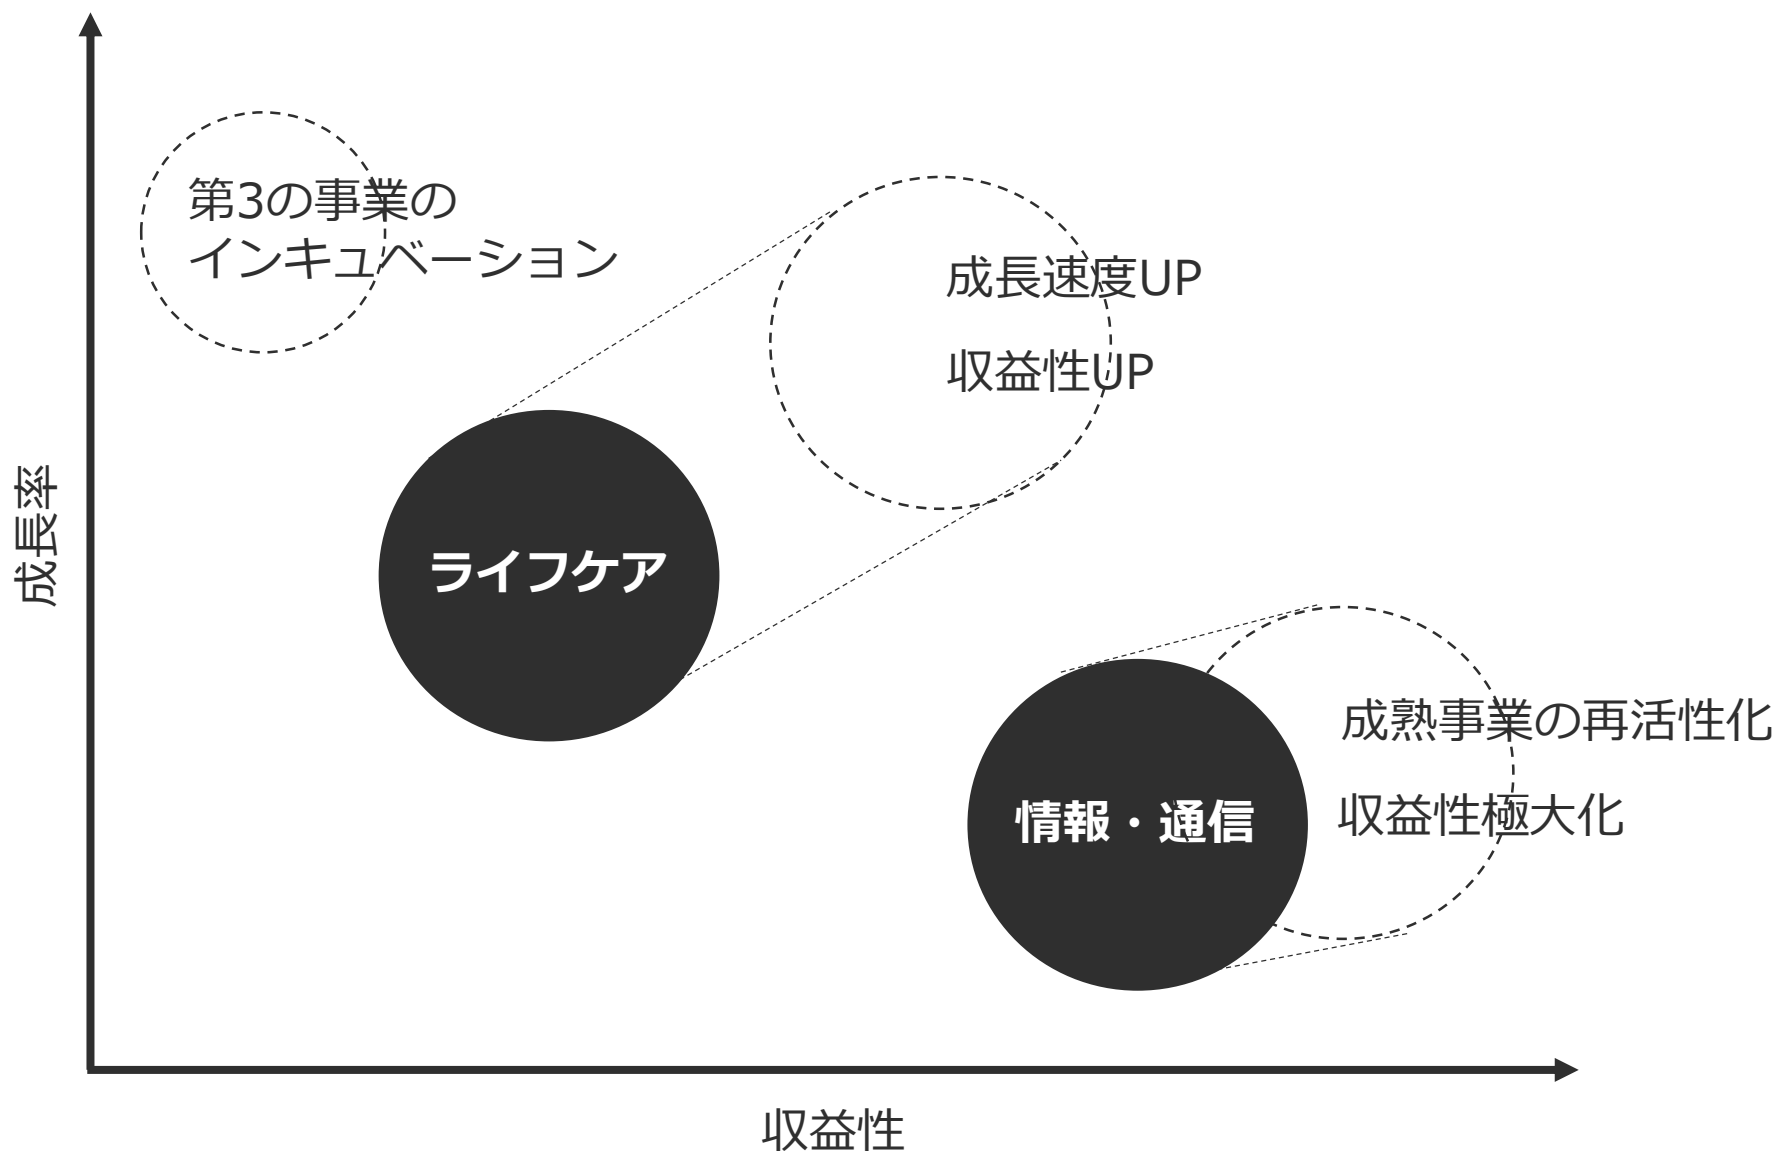 第3の事業の
インキュベーション
成長速度UP
収益性UP
成長率
ライフケア
成熟事業の再活性化
収益性極大化
情報・通信
収益性